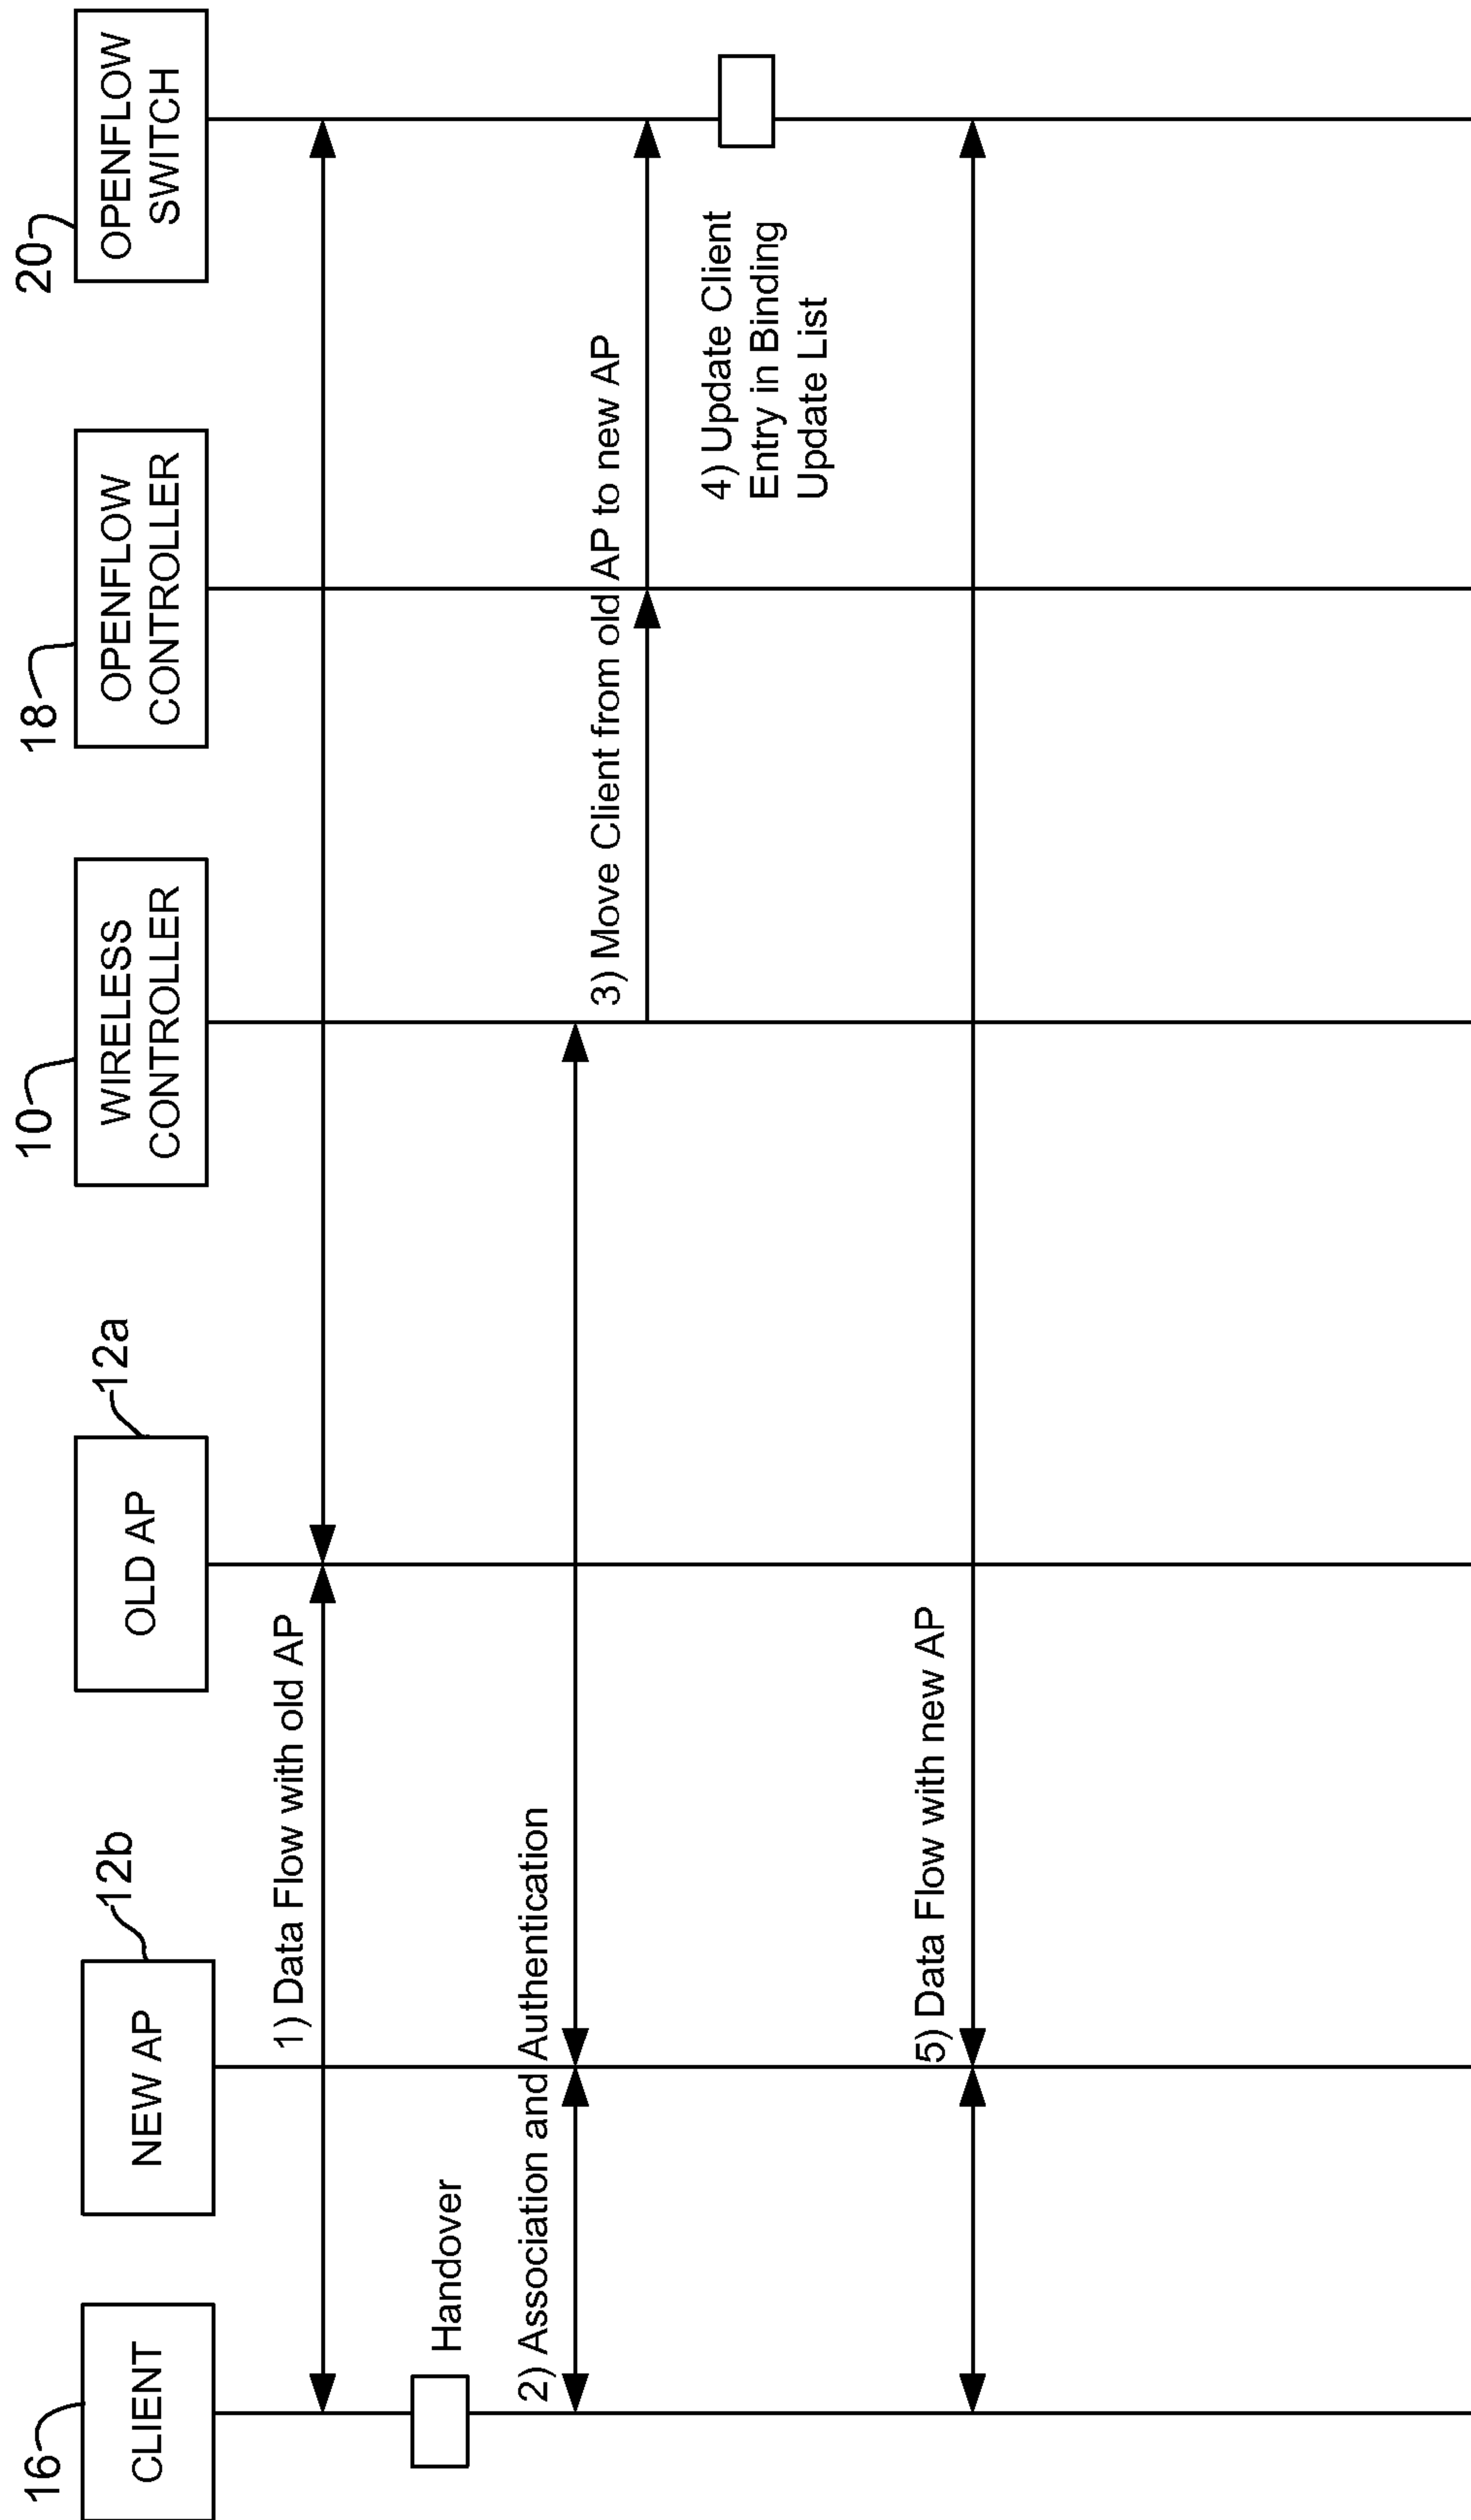 16
CLIENT
12b
NEW AP
12a
OLD AP
10
WIRELESS
CONTROLLER
18
OPENFLOW
CONTROLLER
20
OPENFLOW
SWITCH
1) Data Flow with old AP
Handover
2) Association and Authentication
3) Move Client from old AP to new AP
4) Update Client
Entry in Binding
Update List
5) Data Flow with new AP